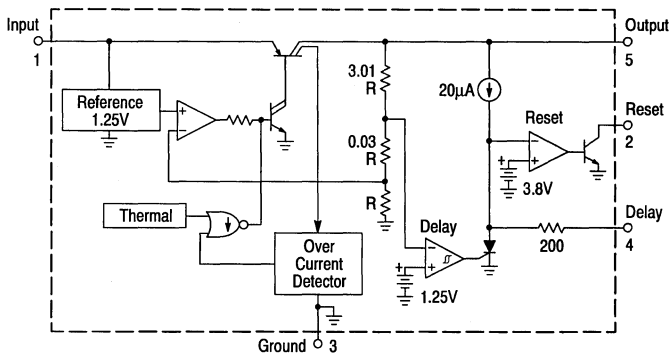 Input
1
Output
5
Reference
1.25V
3.01
R
0.03
R
R
20µA
Reset
Reset
2
3.8V
Thermal
Over
Current
Detector
Delay
1.25V
200
Delay
4
Ground 3
+
−
−
+
+
−
+
+